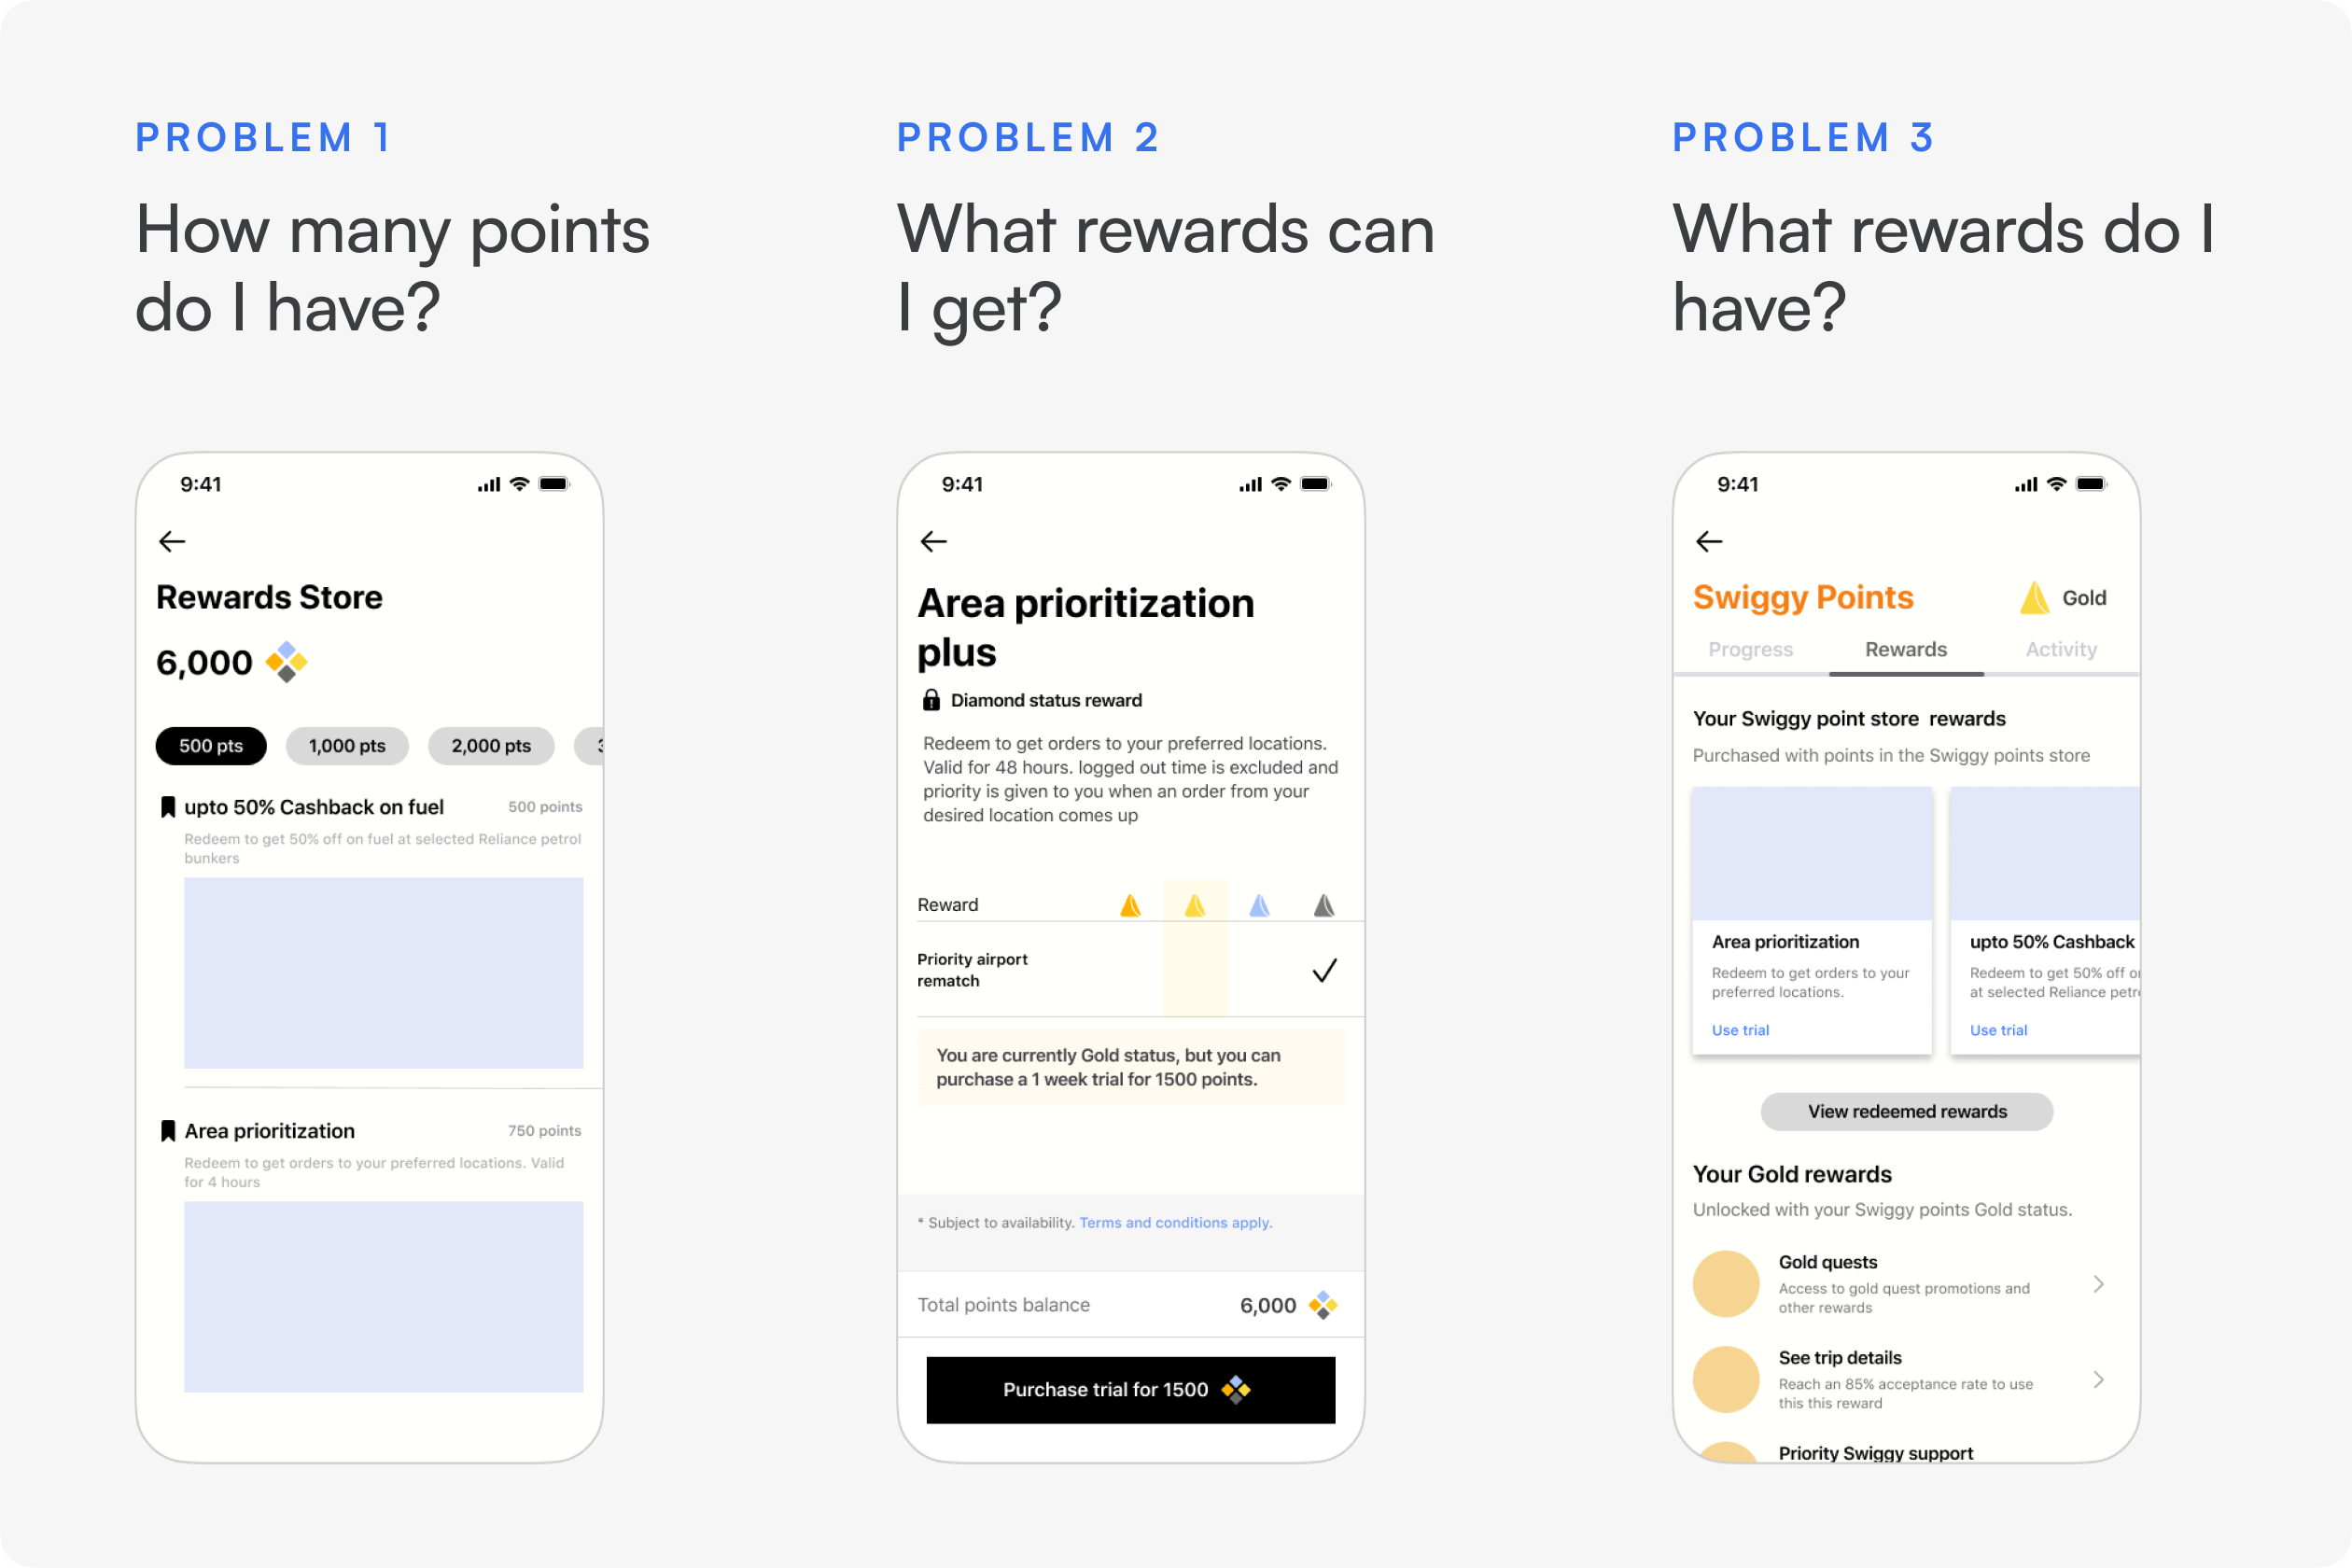 PROBLEM 1
How many points
do I have?
9:41
Rewards Store
6,000
500 pts
1,000 pts
2,000 pts
upto 50% Cashback on fuel
500 points
Redeem to get 50% off on fuel at selected Reliance petrol
bunkers
Area prioritization
750 points
Redeem to get orders to your preferred locations. Valid
for 4 hours
PROBLEM 2
What rewards can
I get?
9:41
Area prioritization
plus
Diamond status reward
Redeem to get orders to your preferred locations.
Valid for 48 hours. logged out time is excluded and
priority is given to you when an order from your
desired location comes up
Reward
Priority airport
rematch
You are currently Gold status, but you can
purchase a 1 week trial for 1500 points.
* Subject to availability. Terms and conditions apply.
Total points balance
6,000
Purchase trial for 1500
PROBLEM 3
What rewards do I
have?
9:41
Swiggy Points
Gold
Progress
Rewards
Activity
Your Swiggy point store rewards
Purchased with points in the Swiggy points store
Area prioritization
Redeem to get orders to your
preferred locations.
Use trial
upto 50% Cashback
Redeem to get 50% off
at selected Reliance
Use trial
View redeemed rewards
Your Gold rewards
Unlocked with your Swiggy points Gold status.
Gold quests
Access to gold quest promotions and
other rewards
See trip details
Reach an 85% acceptance rate to use
this this reward
Priority Swiggy support